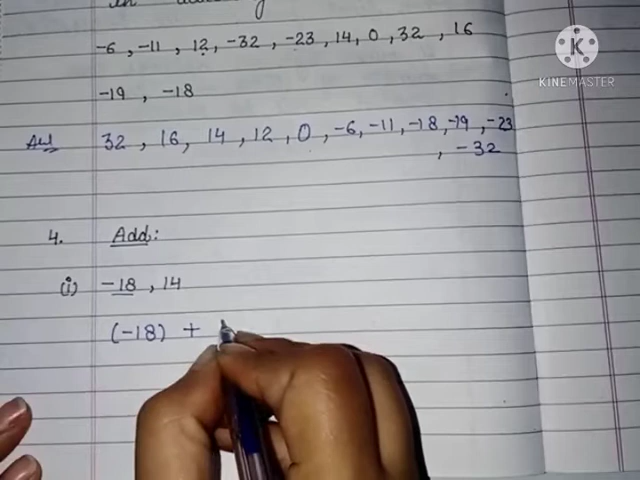 in
-6, -11, 12, -32, -23, 14, 0, 32, 16
-19, -18
Ans 32, 16, 14, 12, 0, -6, -11, -18, -19, -23
, -32
4. Add:
(i) -18, 14
(-18) +
K
KINEMASTER